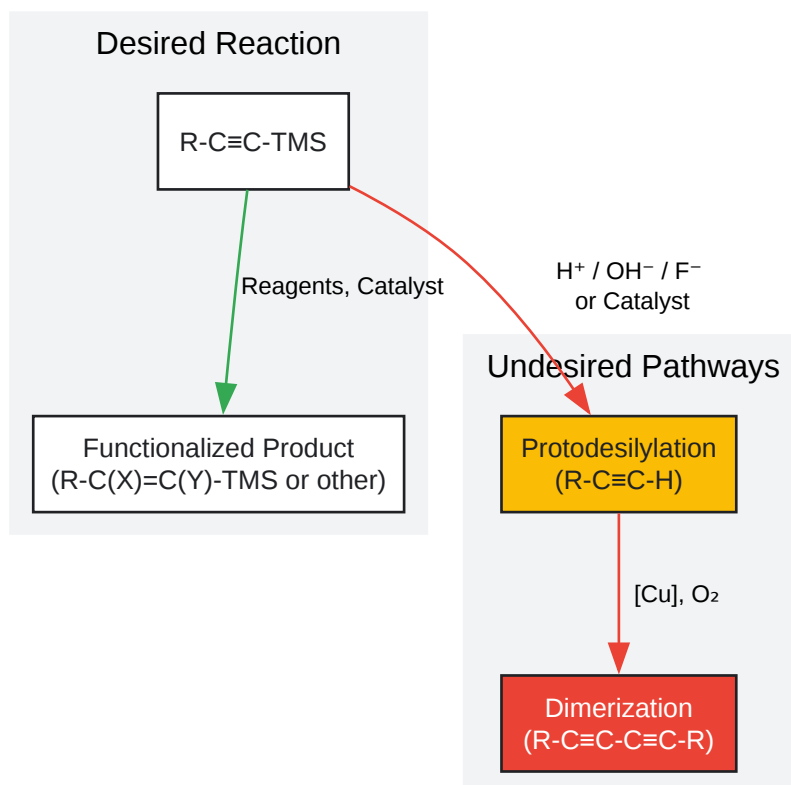 Desired Reaction
R-C≡C-TMS
Reagents, Catalyst
Functionalized Product
(R-C(X)=C(Y)-TMS or other)
H⁺ / OH⁻ / F⁻
or Catalyst
Undesired Pathways
Protodesilylation
(R-C≡C-H)
[Cu], O₂
Dimerization
(R-C≡C-C≡C-R)